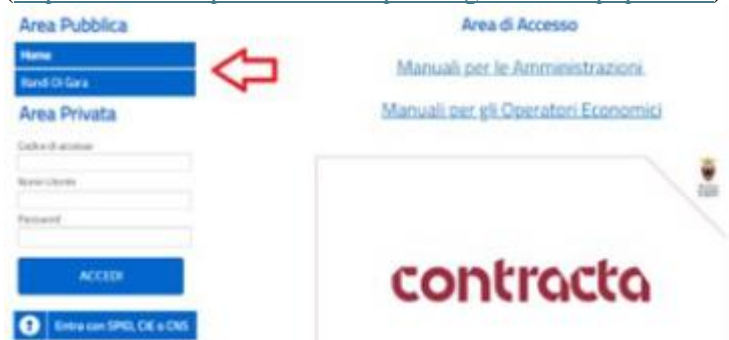 Area Pubblica
Home
Bandi Di Gara
Area Privata
Codice di accesso
Nome Utente
Password
ACCEDI
Entra con SPID, CIE o CNS
Area di Accesso
Manuali per le Amministrazioni
Manuali per gli Operatori Economici
contracta